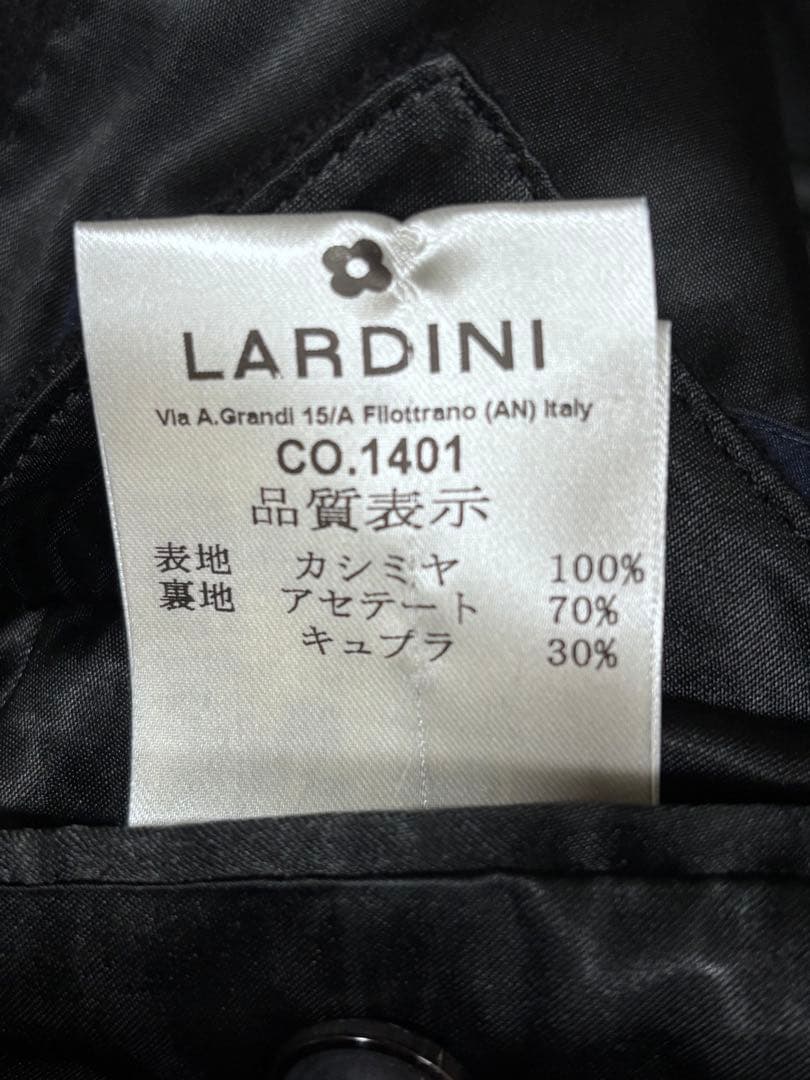 LARDINI
Via A.Grandi 15/A Filottrano (AN) Italy
CO.1401
品質表示
表地 カシミヤ 100%
裏地 アセテート 70%
キュプラ 30%